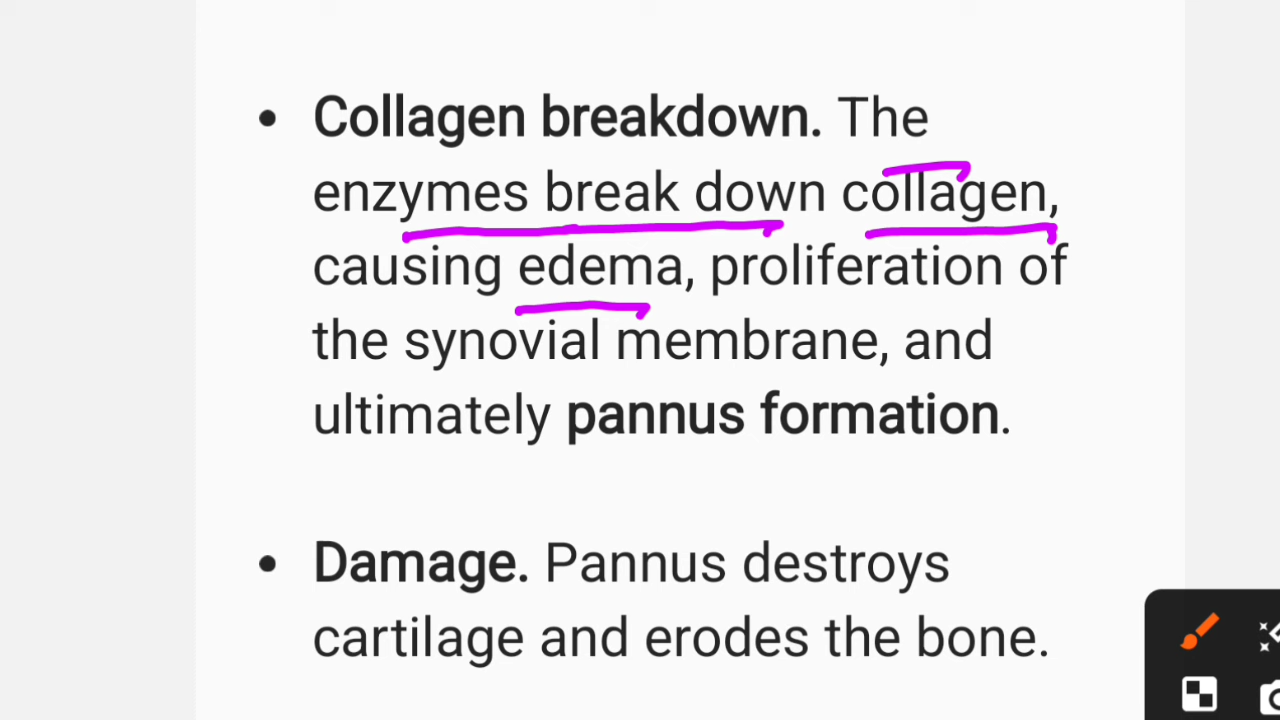 • Collagen breakdown. The
enzymes break down collagen,
causing edema, proliferation of
the synovial membrane, and
ultimately pannus formation.
• Damage. Pannus destroys
cartilage and erodes the bone.